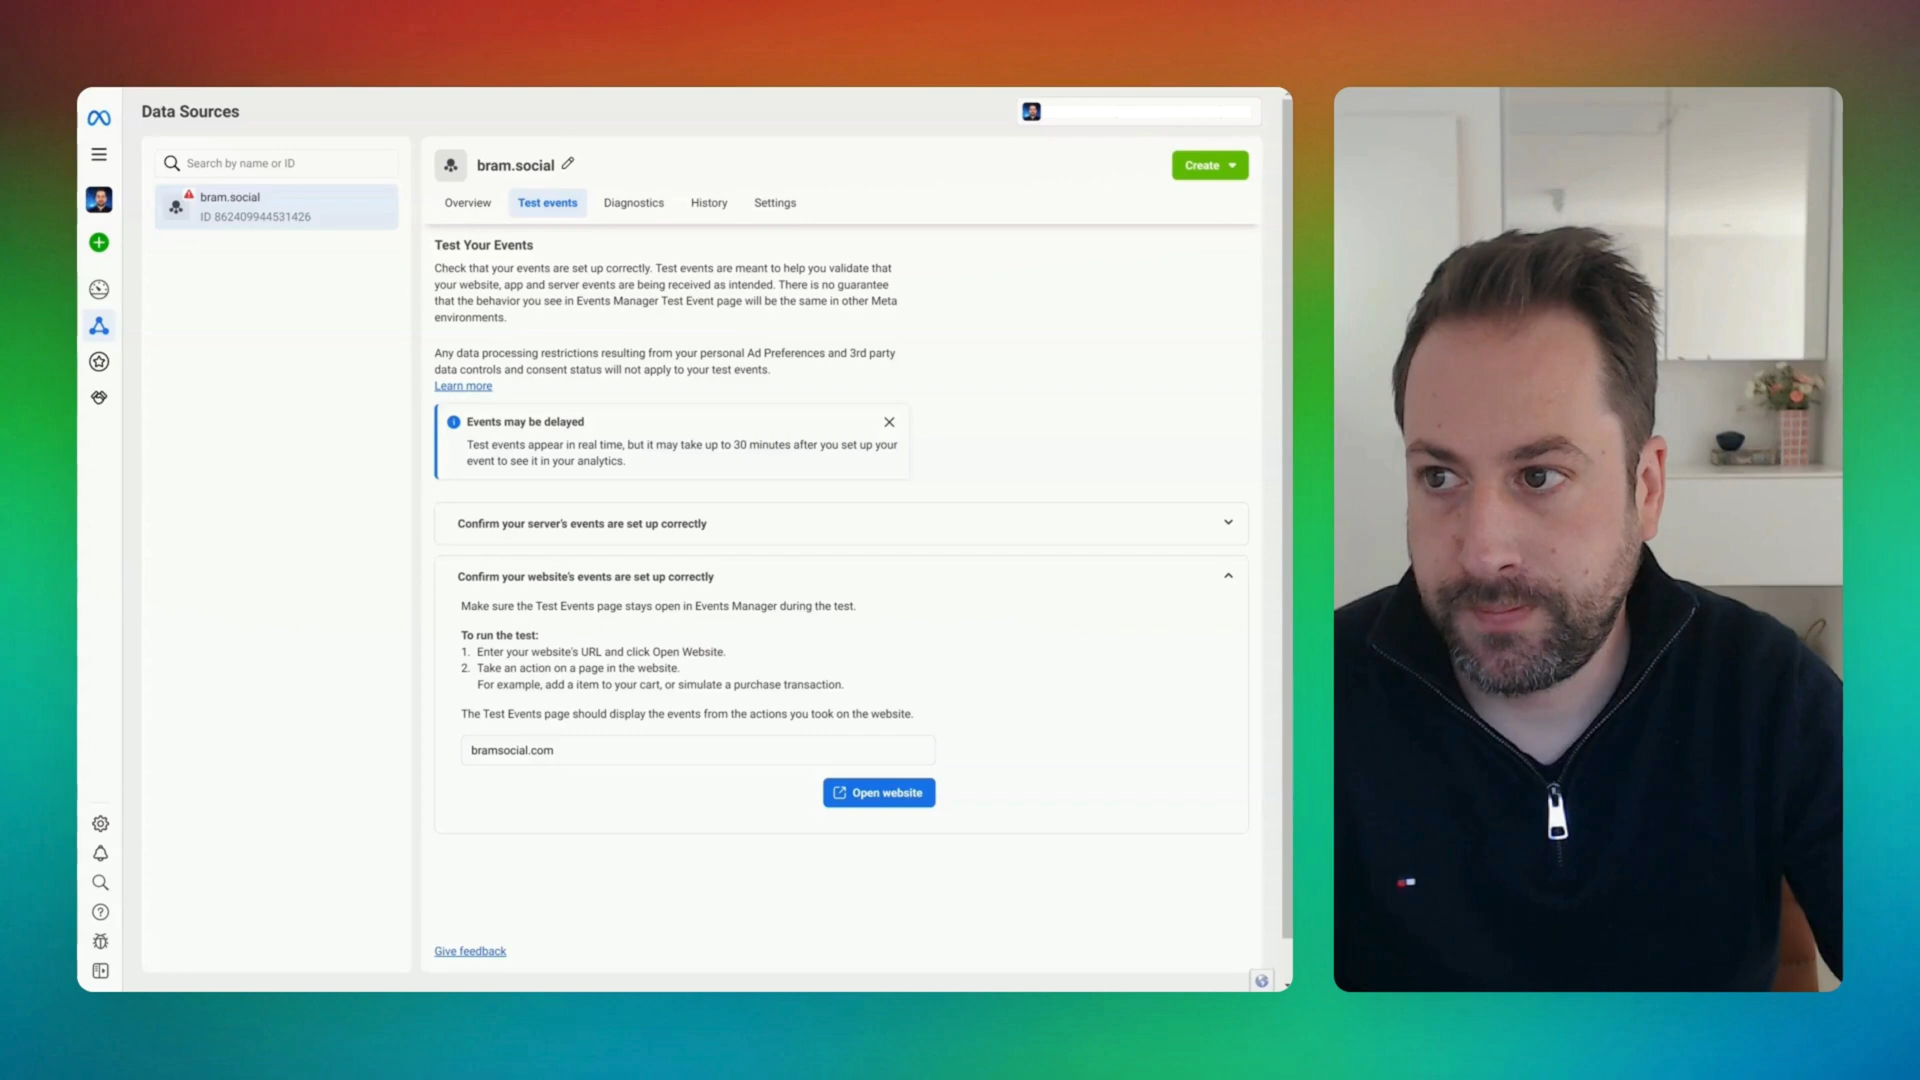 Data Sources
Search by name or ID
bram.social
ID 862409944531426
bram.social
Create
Overview
Test events
Diagnostics
History
Settings
Test Your Events
Check that your events are set up correctly. Test events are meant to help you validate that
your website, app and server events are being received as intended. There is no guarantee
that the behavior you see in Events Manager Test Event page will be the same in other Meta
environments.
Any data processing restrictions resulting from your personal Ad Preferences and 3rd party
data controls and consent status will not apply to your test events.
Learn more
Events may be delayed
Test events appear in real time, but it may take up to 30 minutes after you set up your
event to see it in your analytics.
Confirm your server's events are set up correctly
Confirm your website's events are set up correctly
Make sure the Test Events page stays open in Events Manager during the test.
To run the test:
1. Enter your website's URL and click Open Website.
2. Take an action on a page in the website.
For example, add a item to your cart, or simulate a purchase transaction.
The Test Events page should display the events from the actions you took on the website.
bramsocial.com
Open website
Give feedback